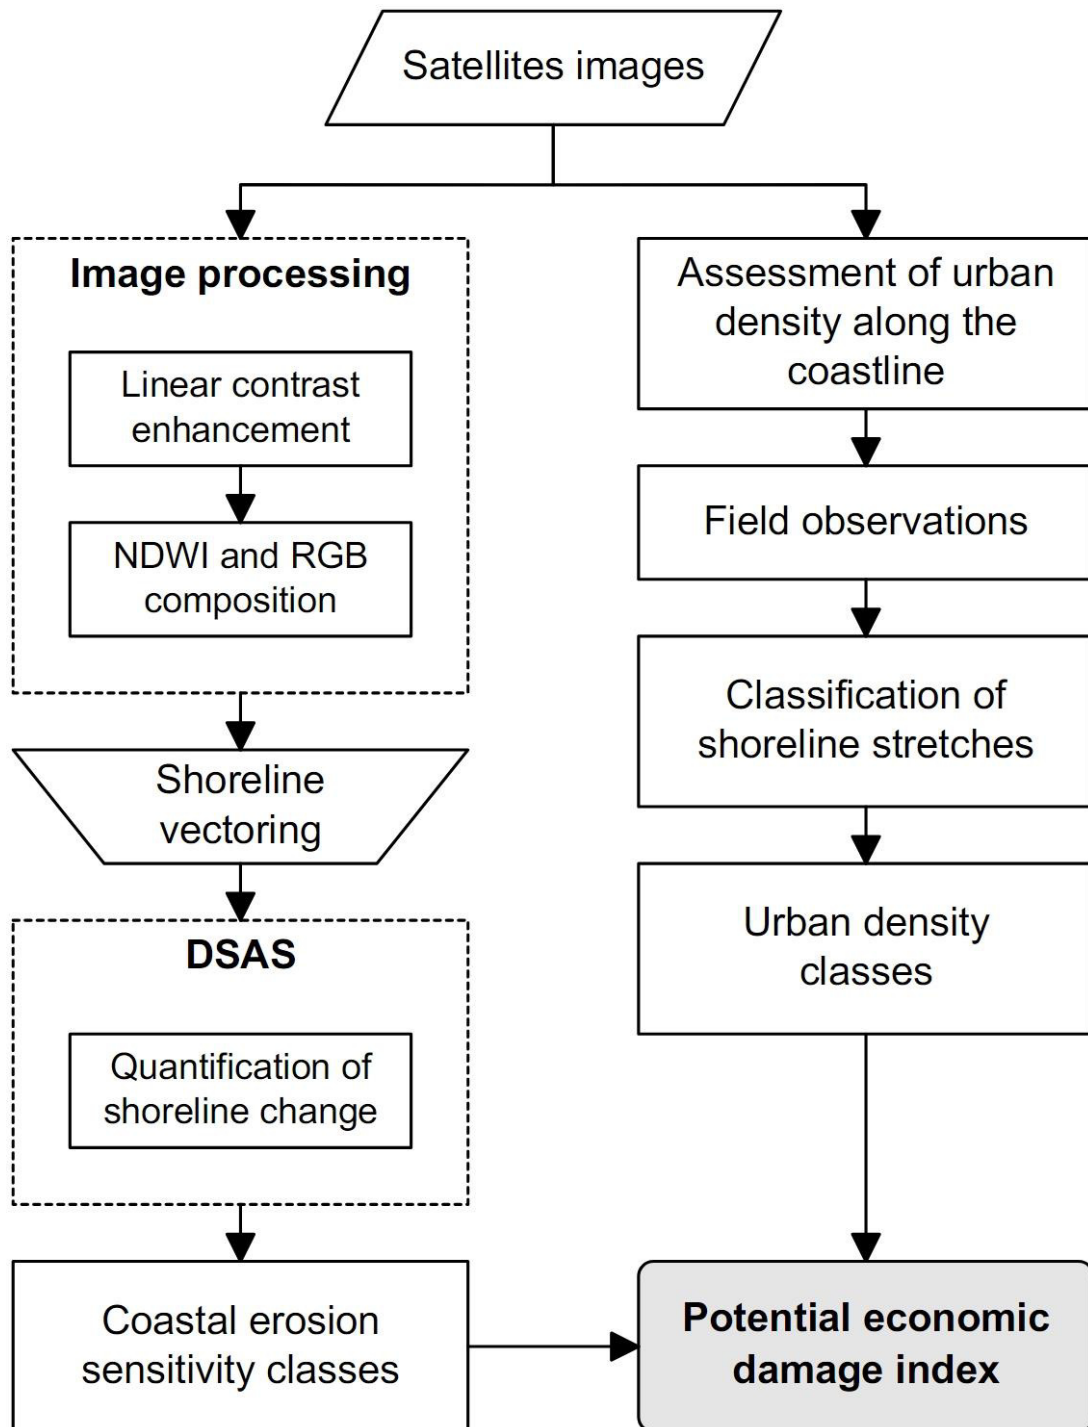 Satellites images
Image processing
Linear contrast
enhancement
NDWI and RGB
composition
Shoreline
vectoring
DSAS
Quantification of
shoreline change
Coastal erosion
sensitivity classes
Assessment of urban
density along the
coastline
Field observations
Classification of
shoreline stretches
Urban density
classes
Potential economic
damage index